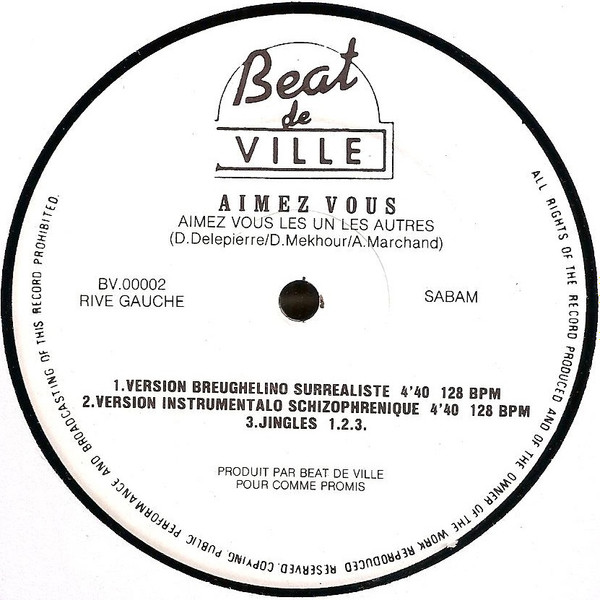 Beat
de
VILLE
AIMEZ VOUS
AIMEZ VOUS LES UN LES AUTRES
(D.Delepierre/D.Mekhour/A.Marchand)
BV.00002
RIVE GAUCHE
SABAM
1.VERSION BREUGHELINO SURREALISTE 4'40 128 BPM
2.VERSION INSTRUMENTALO SCHIZOPHRENIQUE 4'40 128 BPM
3.JINGLES 1.2.3.
PRODUIT PAR BEAT DE VILLE
POUR COMME PROMIS
ALL RIGHTS OF THE RECORD PRODUCED AND OF THE OWNER OF THE WORK REPRODUCED RESERVED.COPYING PUBLIC PERFORMANCE AND BROADCASTING OF THIS RECORD PROHIBITED.